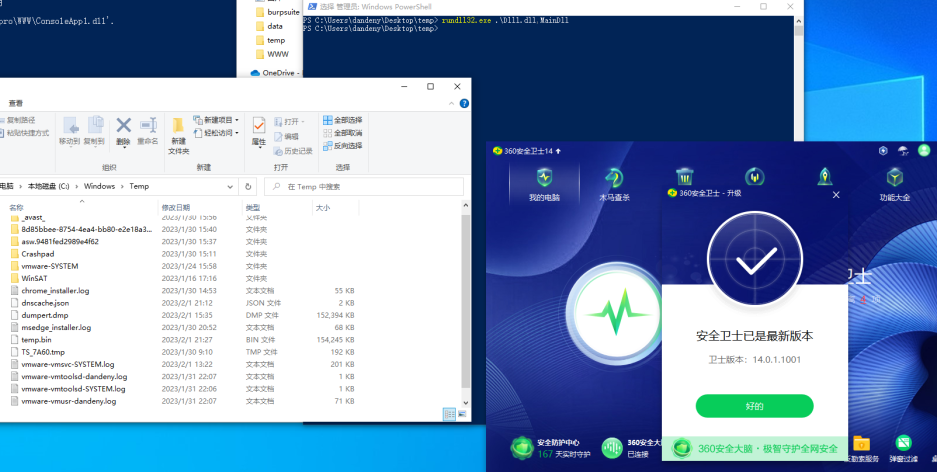 pro\WWW\ConsoleApp1.dll'.
burpsuite
data
temp
WWW
OneDrive -
选择 管理员: Windows PowerShell
PS C:\Users\dandeny\Desktop\temp> rundll32.exe .\Dll1.dll,MainDll
PS C:\Users\dandeny\Desktop\temp>
查看
复制路径
粘贴快捷方式
移动到
复制到
删除
重命名
新建
文件夹
新建项目
轻松访问
属性
打开
编辑
历史记录
全部选择
全部取消
反向选择
组织
新建
打开
选择
电脑 › 本地磁盘 (C:) › Windows › Temp
在 Temp 中搜索
名称 修改日期 类型 大小
_avast_ 2023/1/30 15:56 文件夹
8d85bbee-8754-4ea4-bb80-e2e18a3... 2023/1/30 15:40 文件夹
asw.9481fed2989e4f62 2023/1/30 15:37 文件夹
Crashpad 2023/1/30 15:11 文件夹
vmware-SYSTEM 2023/1/24 15:58 文件夹
WinSAT 2023/1/16 17:16 文件夹
chrome_installer.log 2023/1/30 14:53 文本文档 55 KB
dnscache.json 2023/2/1 21:12 JSON 文件 2 KB
dumpert.dmp 2023/2/1 15:35 DMP 文件 152,394 KB
msedge_installer.log 2023/1/30 20:52 文本文档 68 KB
temp.bin 2023/2/1 21:27 BIN 文件 154,245 KB
TS_7A60.tmp 2023/1/30 9:10 TMP 文件 192 KB
vmware-vmsvc-SYSTEM.log 2023/2/1 13:22 文本文档 201 KB
vmware-vmtoolsd-dandeny.log 2023/1/31 22:07 文本文档 1 KB
vmware-vmtoolsd-SYSTEM.log 2023/1/31 22:06 文本文档 1 KB
vmware-vmusr-dandeny.log 2023/1/31 22:07 文本文档 71 KB
360安全卫士14
我的电脑
木马查杀
功能大全
360安全卫士 - 升级
安全卫士已是最新版本
卫士版本: 14.0.1.1001
好的
360安全大脑・极智守护全网安全
卫士
安全防护中心
167 天实时守护
360安全大
已连接
弹窗过滤